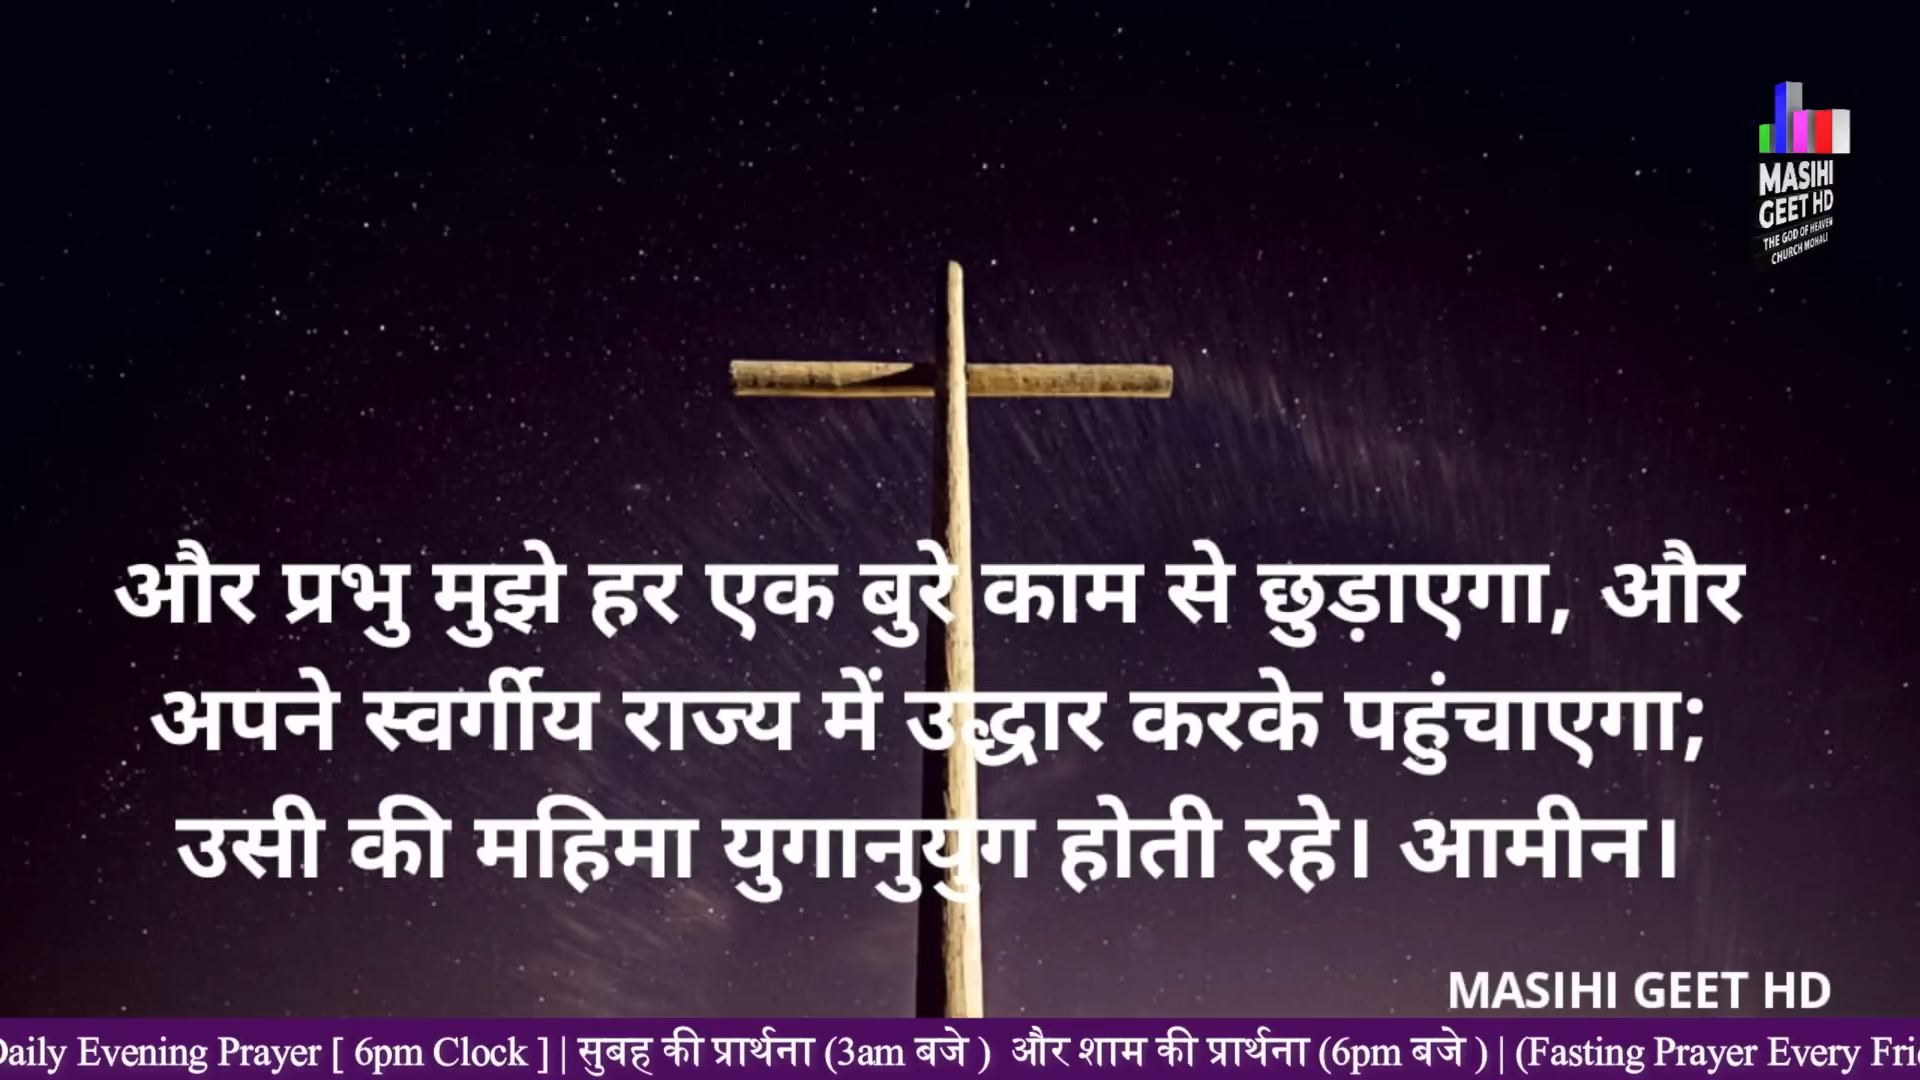 MASIHI
GEET HD
THE GOD OF HEAVEN
CHURCH MOHALI
और प्रभु मुझे हर एक बुरे काम से छुड़ाएगा, और
अपने स्वर्गीय राज्य में उद्धार करके पहुंचाएगा;
उसी की महिमा युगानुयुग होती रहे। आमीन।
MASIHI GEET HD
Daily Evening Prayer [ 6pm Clock ] | सुबह की प्रार्थना (3am बजे ) और शाम की प्रार्थना (6pm बजे ) | (Fasting Prayer Every